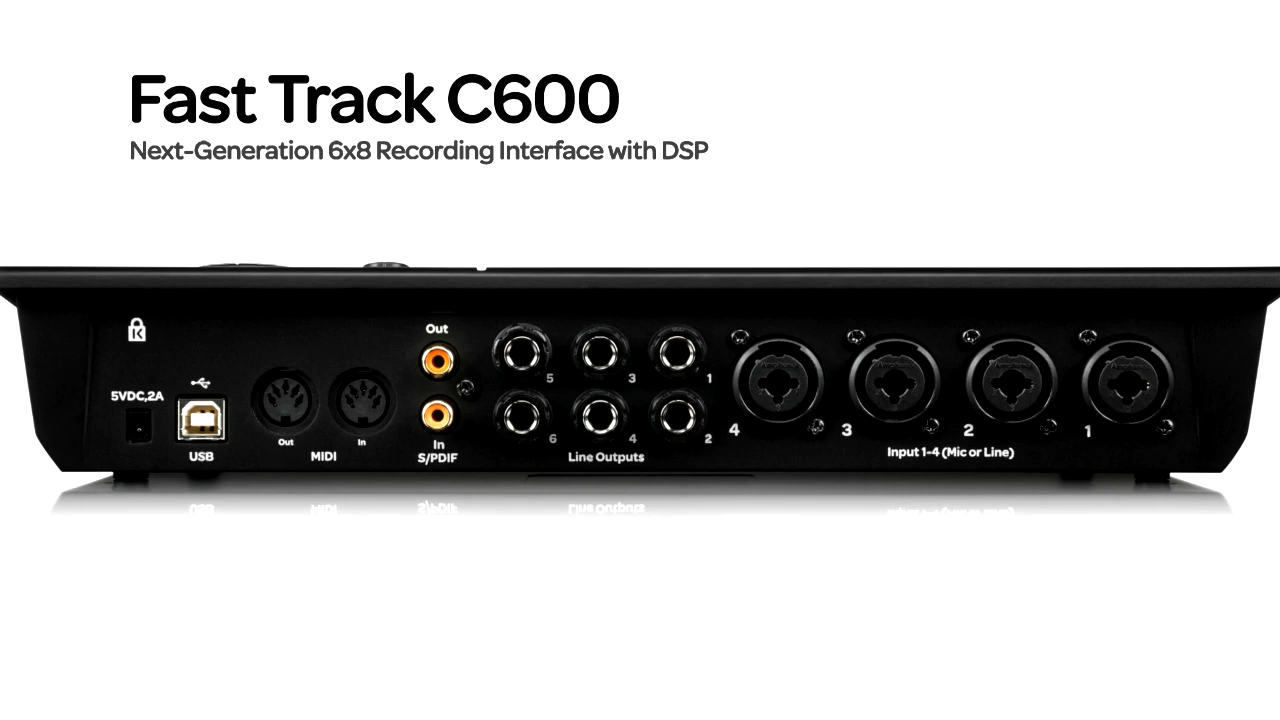 Fast Track C600
Next-Generation 6x8 Recording Interface with DSP
K
Out
5VDC,2A
5
3
1
Out
In
USB
MIDI
In
S/PDIF
6
4
2
Line Outputs
4
3
2
1
Input 1-4 (Mic or Line)